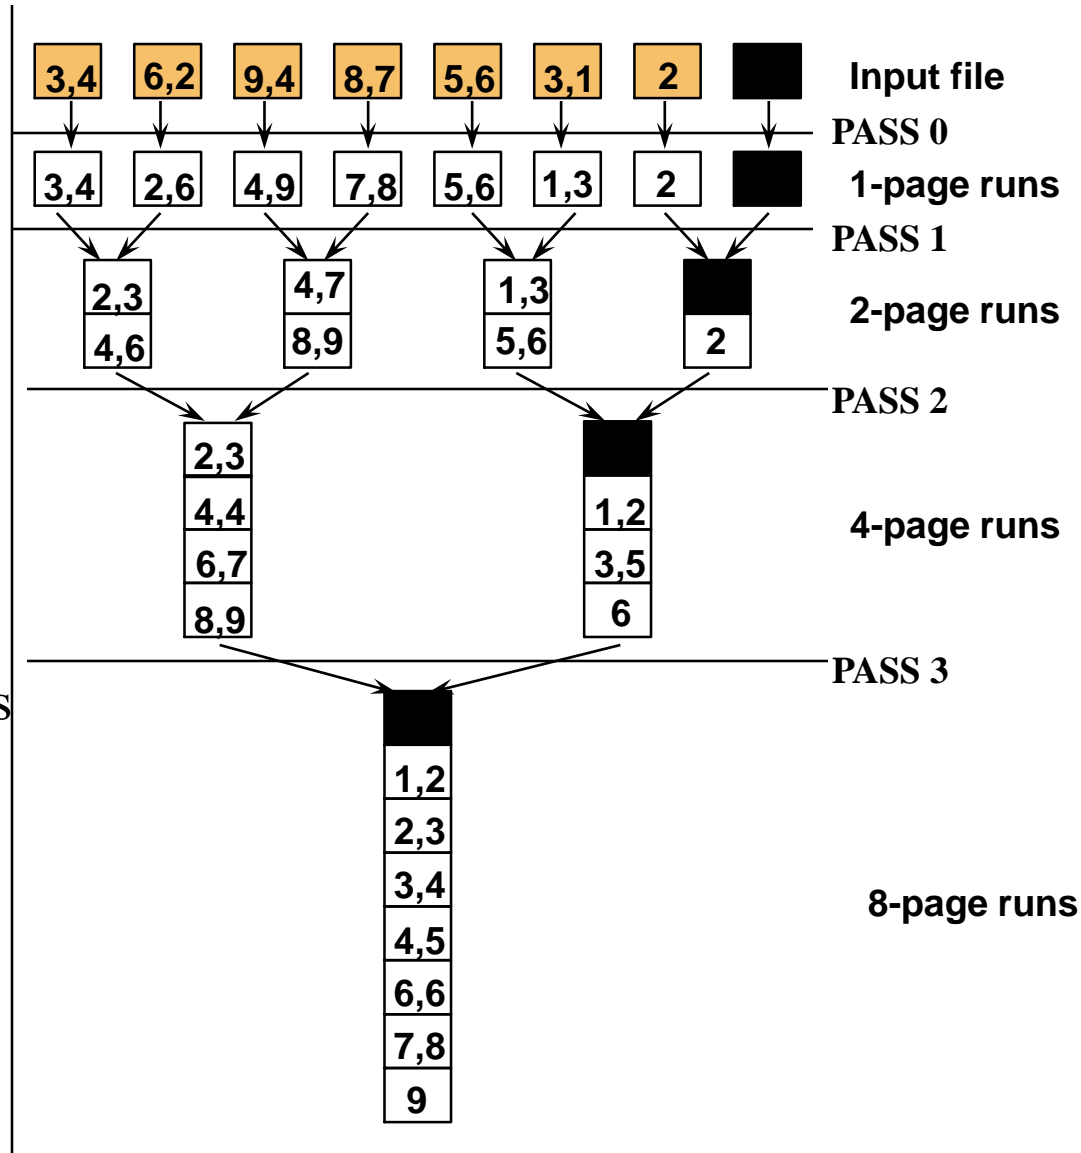 3,4 6,2 9,4 8,7 5,6 3,1 2 Input file
PASS 0
3,4 2,6 4,9 7,8 5,6 1,3 2 1-page runs
PASS 1
2,3 4,7 1,3
2-page runs
4,6 8,9 5,6 2
PASS 2
2,3
4,4 1,2
4-page runs
6,7 3,5
8,9 6
PASS 3
S
1,2
2,3
3,4
8-page runs
4,5
6,6
7,8
9